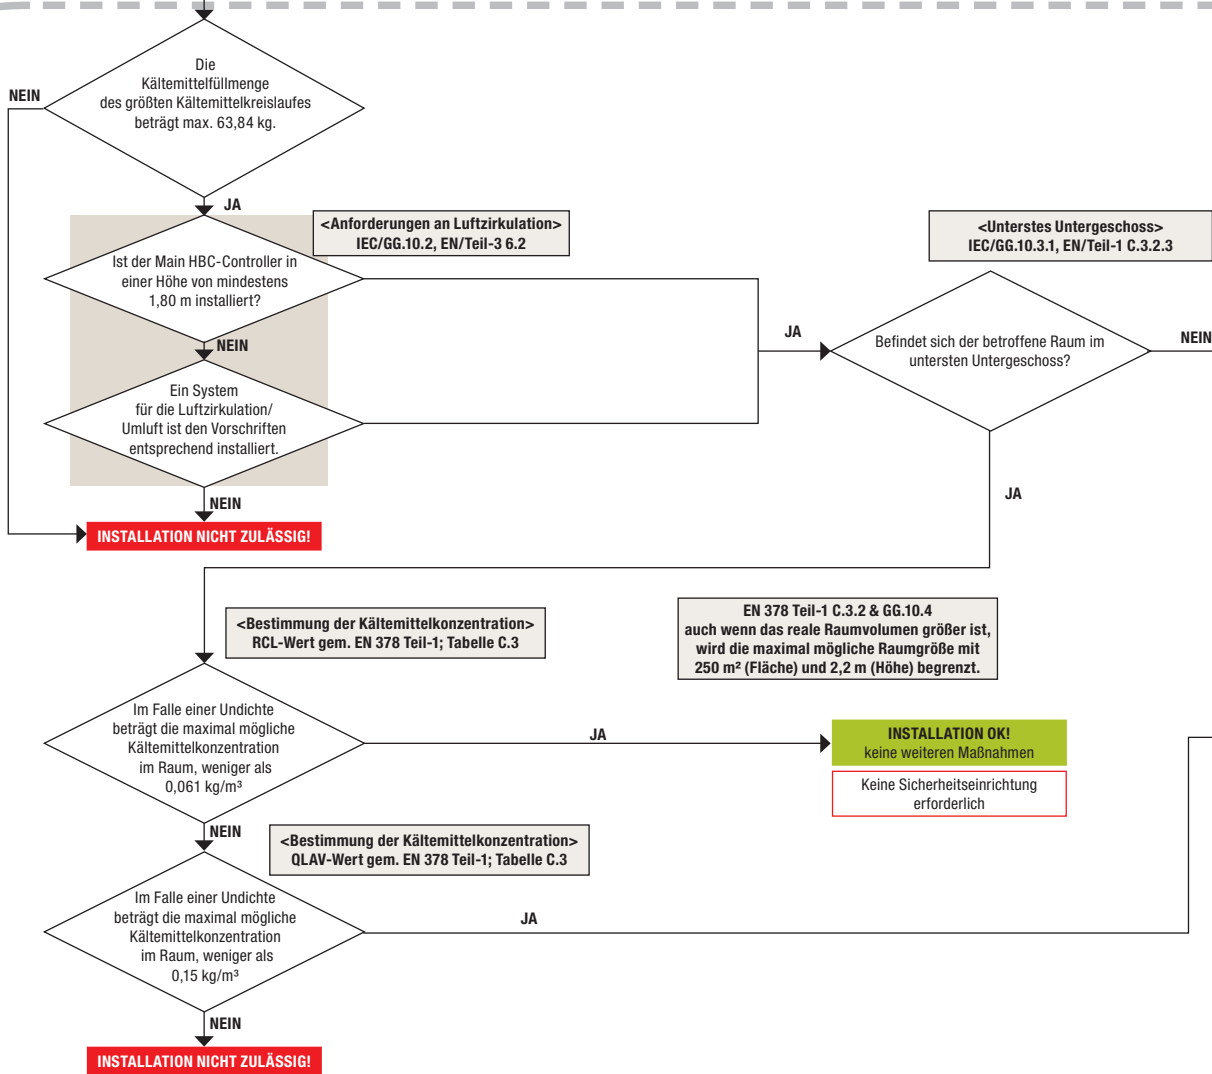 Die
Kältemittelfüllmenge
des größten Kältemittelkreislaufes
beträgt max. 63,84 kg.
NEIN
JA
<Anforderungen an Luftzirkulation>
IEC/GG.10.2, EN/Teil-3 6.2
Ist der Main HBC-Controller in
einer Höhe von mindestens
1,80 m installiert?
NEIN
Ein System
für die Luftzirkulation/
Umluft ist den Vorschriften
entsprechend installiert.
NEIN
INSTALLATION NICHT ZULÄSSIG!
JA
<Unterstes Untergeschoss>
IEC/GG.10.3.1, EN/Teil-1 C.3.2.3
Befindet sich der betroffene Raum im
untersten Untergeschoss?
NEIN
JA
<Bestimmung der Kältemittelkonzentration>
RCL-Wert gem. EN 378 Teil-1; Tabelle C.3
EN 378 Teil-1 C.3.2 & GG.10.4
auch wenn das reale Raumvolumen größer ist,
wird die maximal mögliche Raumgröße mit
250 m² (Fläche) und 2,2 m (Höhe) begrenzt.
Im Falle einer Undichte
beträgt die maximal mögliche
Kältemittelkonzentration
im Raum, weniger als
0,061 kg/m³
JA
INSTALLATION OK!
keine weiteren Maßnahmen
Keine Sicherheitseinrichtung
erforderlich
NEIN
<Bestimmung der Kältemittelkonzentration>
QLAV-Wert gem. EN 378 Teil-1; Tabelle C.3
Im Falle einer Undichte
beträgt die maximal mögliche
Kältemittelkonzentration
im Raum, weniger als
0,15 kg/m³
JA
NEIN
INSTALLATION NICHT ZULÄSSIG!